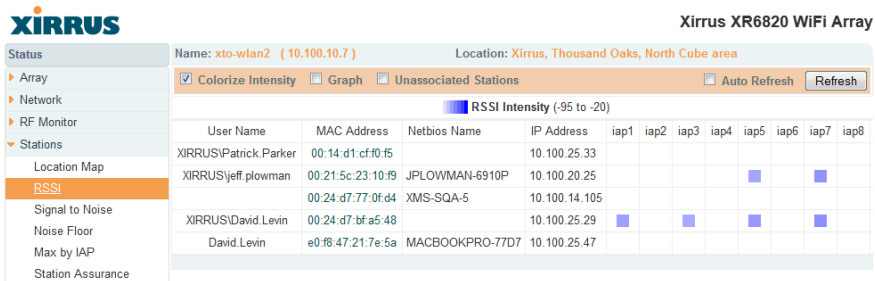 XIRRUS
Xirrus XR6820 WiFi Array
Status
Name: xto-wlan2 ( 10.100.10.7 ) Location: Xirrus, Thousand Oaks, North Cube area
Array
Colorize Intensity Graph Unassociated Stations Auto Refresh Refresh
Network
RSSI Intensity (-95 to -20)
RF Monitor
User Name MAC Address Netbios Name IP Address iap1 iap2 iap3 iap4 iap5 iap6 iap7 iap8
Stations
XIRRUS\Patrick.Parker 00:14:d1:cf:f0:f5 10.100.25.33
Location Map
XIRRUS\jeff.plowman 00:21:5c:23:10:f9 JPLOWMAN-6910P 10.100.20.25
RSSI
00:24:d7:77:0f:d4 XMS-SQA-5 10.100.14.105
Signal to Noise
XIRRUS\David.Levin 00:24:d7:bf:a5:48 10.100.25.29
Noise Floor
David.Levin e0:f8:47:21:7e:5a MACBOOKPRO-77D7 10.100.25.47
Max by IAP
Station Assurance